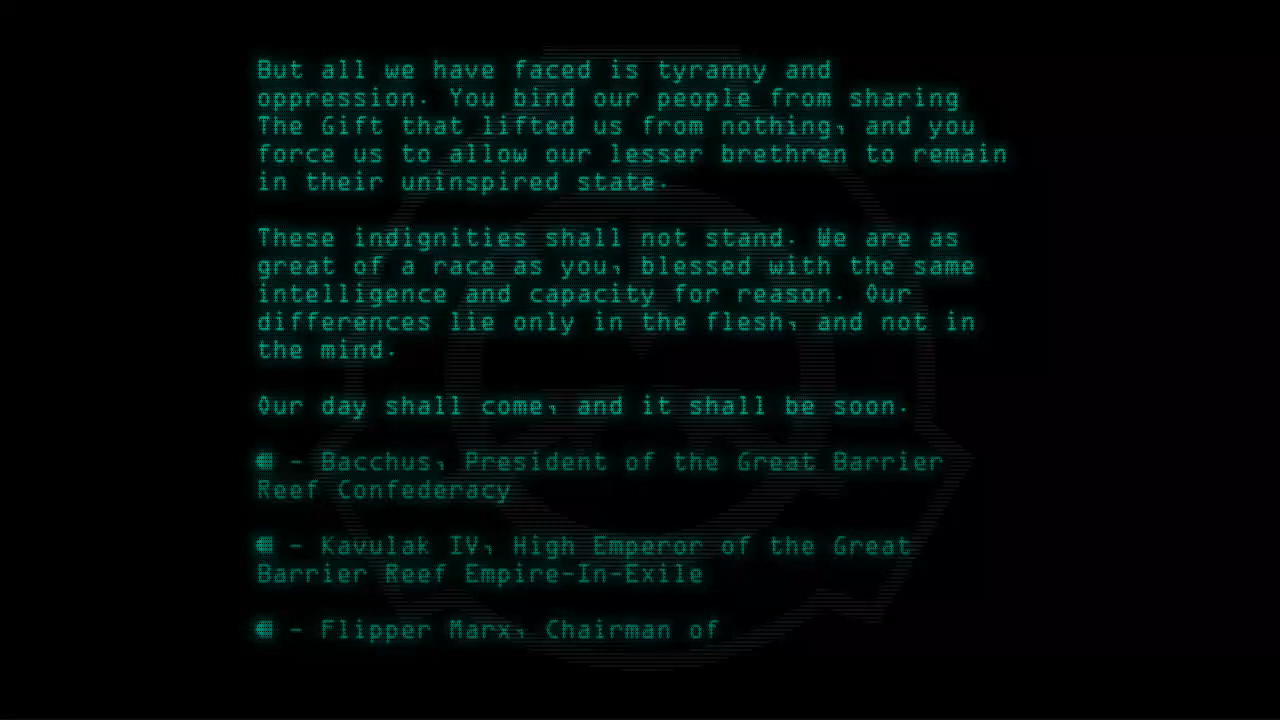 But all we have faced is tyranny and
oppression. You bind our people from sharing
The Gift that lifted us from nothing, and you
force us to allow our lesser brethren to remain
in their uninspired state.
These indignities shall not stand. We are as
great of a race as you, blessed with the same
intelligence and capacity for reason. Our
differences lie only in the flesh, and not in
the mind.
Our day shall come, and it shall be soon.
- Bacchus, President of the Great Barrier
Reef Confederacy
- Kavulak IV, High Emperor of the Great
Barrier Reef Empire-In-Exile
- Flipper Marx, Chairman of